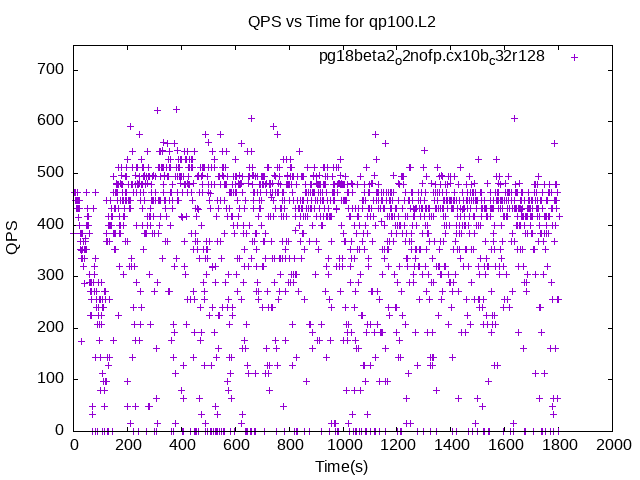 QPS vs Time for qp100.L2
pg18beta2o2nofp.cx10bc32r128
700
600
500
400
300
200
100
0
QPS
0 200 400 600 800 1000 1200 1400 1600 1800 2000
Time(s)